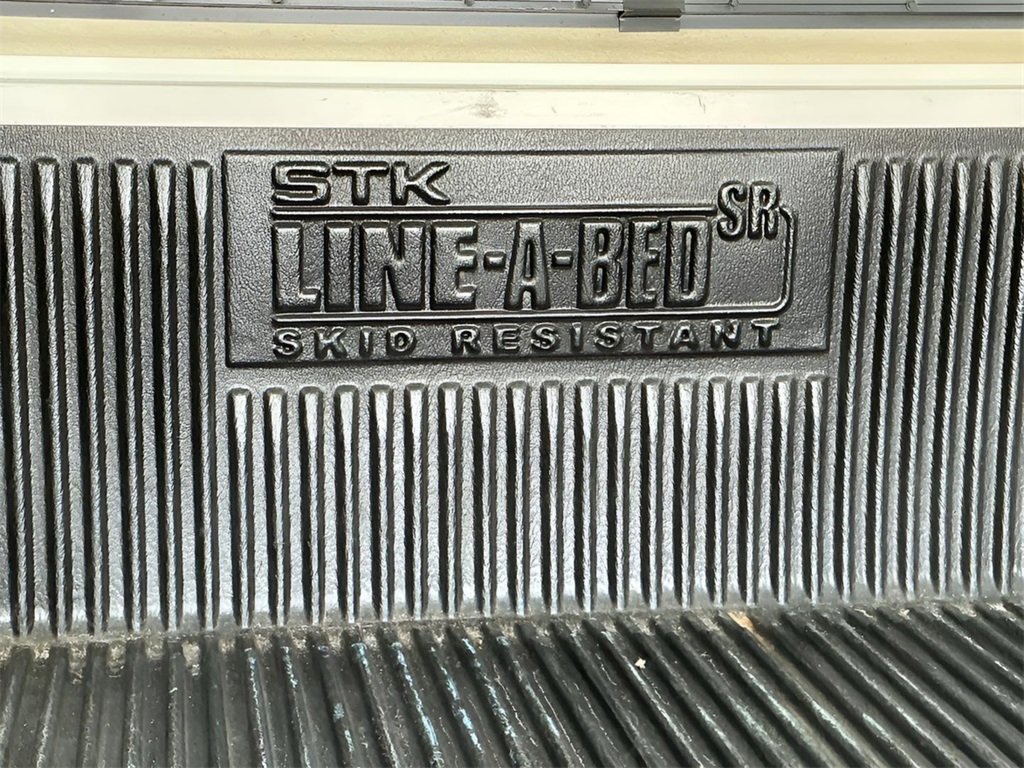 STK
LINE-A-BED SR
SKID RESISTANT